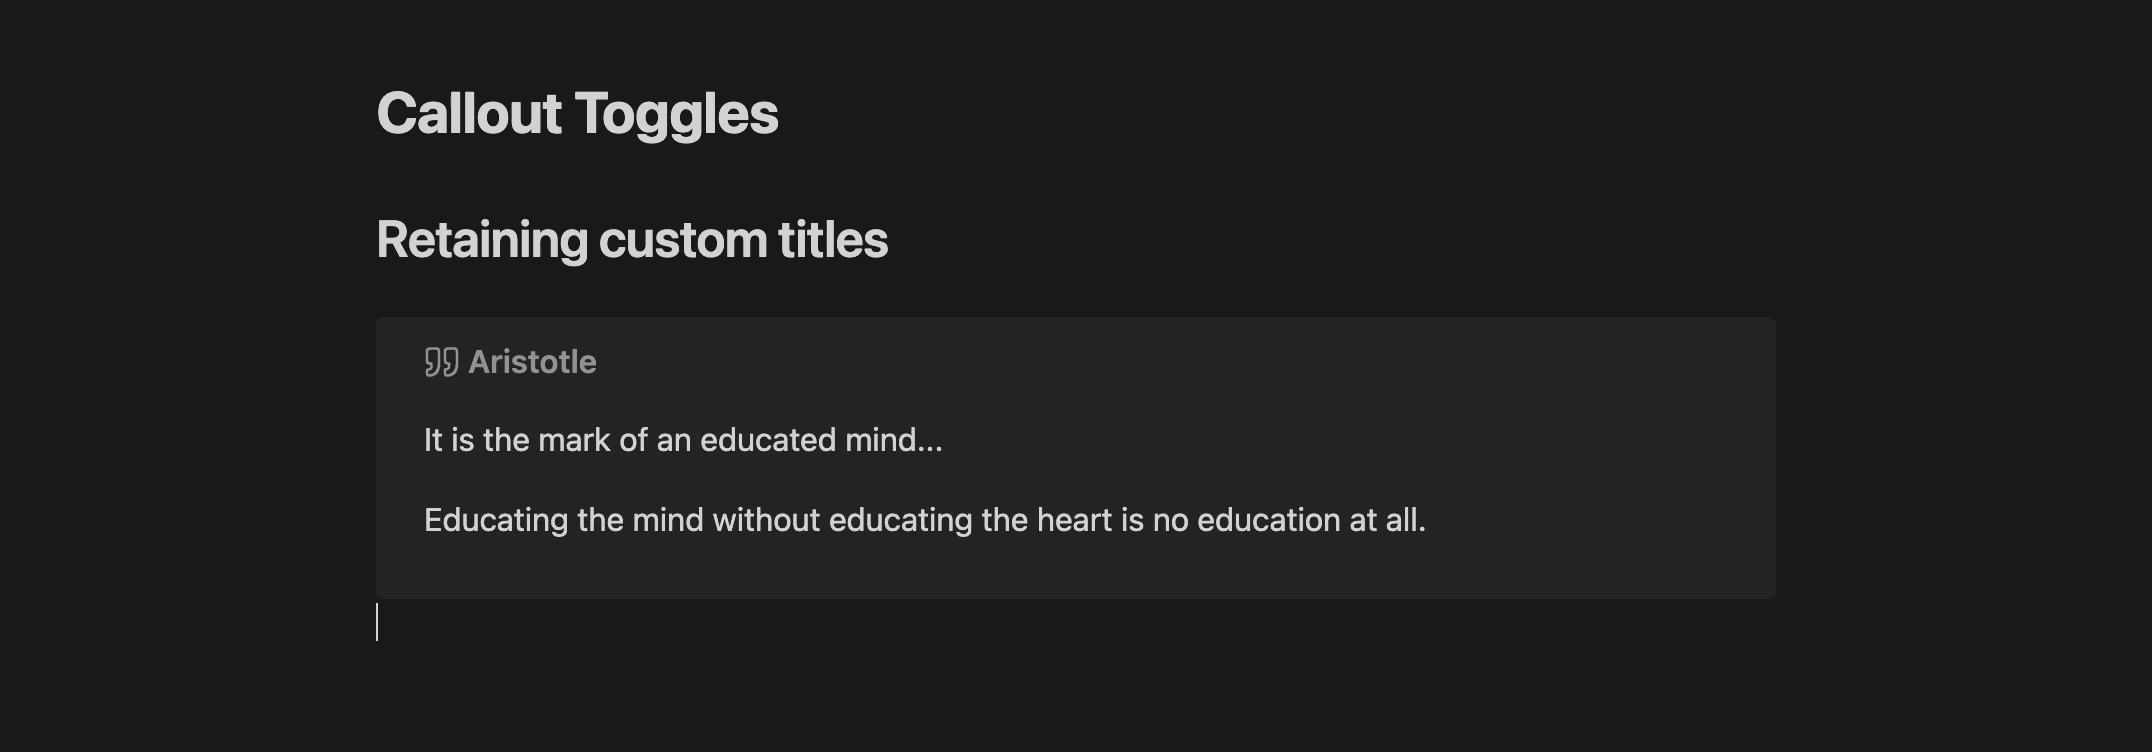 Callout Toggles
Retaining custom titles
Aristotle
It is the mark of an educated mind...
Educating the mind without educating the heart is no education at all.